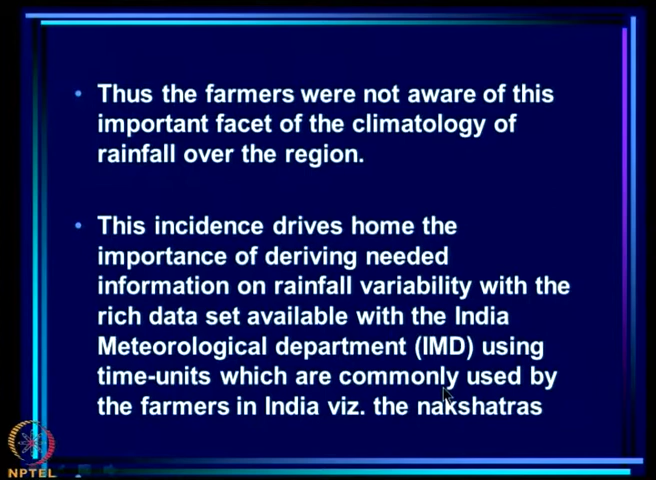 • Thus the farmers were not aware of this
important facet of the climatology of
rainfall over the region.
• This incidence drives home the
importance of deriving needed
information on rainfall variability with the
rich data set available with the India
Meteorological department (IMD) using
time-units which are commonly used by
the farmers in India viz. the nakshatras
NPTEL